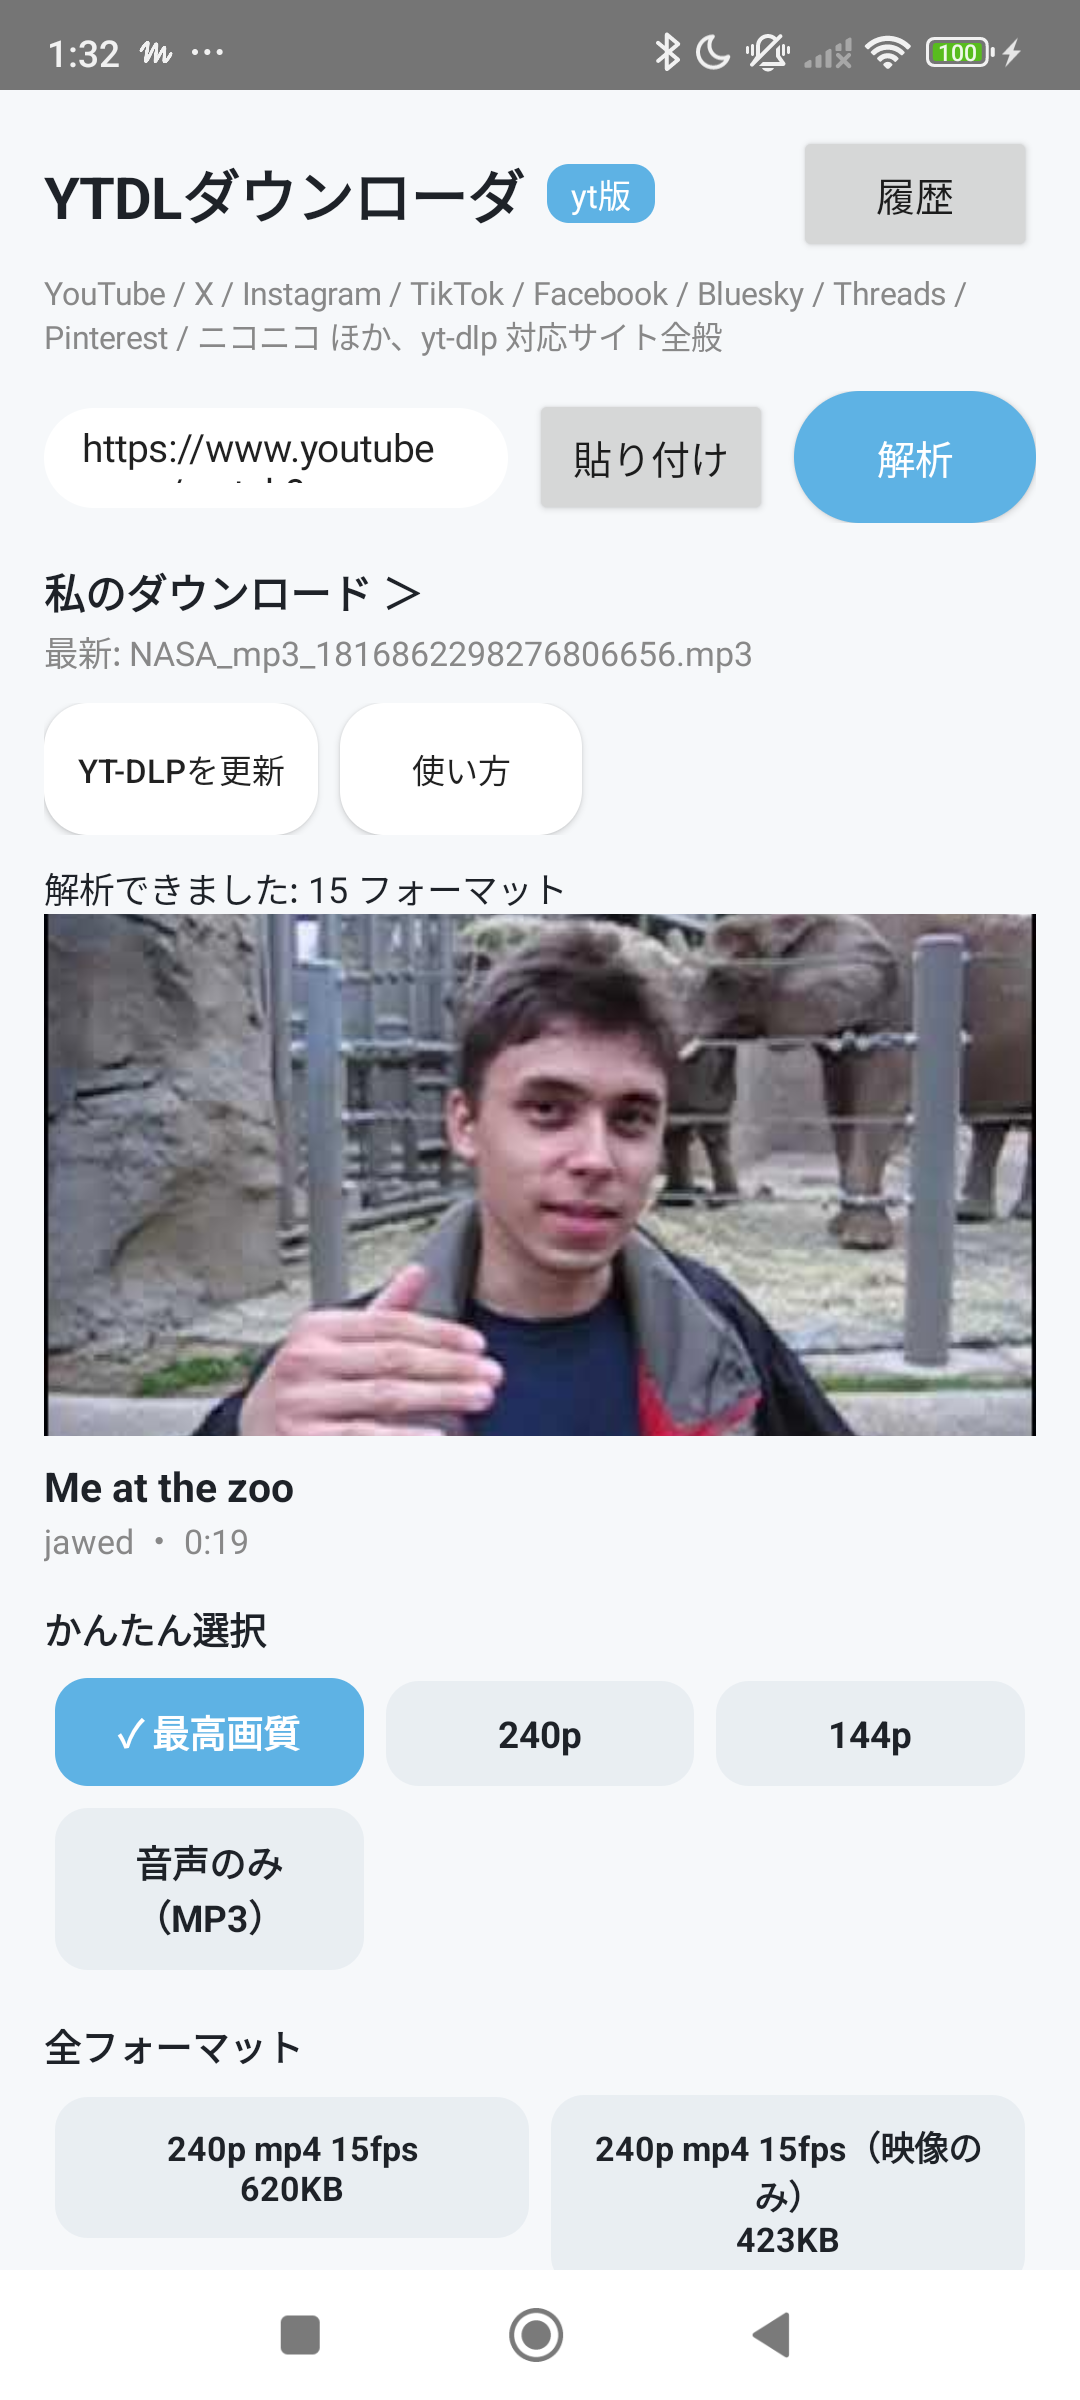 1:32
100
YTDLダウンローダ yt版 履歴
YouTube / X / Instagram / TikTok / Facebook / Bluesky / Threads /
Pinterest / ニコニコ ほか、yt-dlp 対応サイト全般
https://www.youtube
貼り付け
解析
私のダウンロード ＞
最新: NASA_mp3_1816862298276806656.mp3
YT-DLPを更新
使い方
解析できました: 15 フォーマット
Me at the zoo
jawed ・ 0:19
かんたん選択
✓最高画質
240p
144p
音声のみ
（MP3）
全フォーマット
240p mp4 15fps
620KB
240p mp4 15fps（映像の
み）
423KB